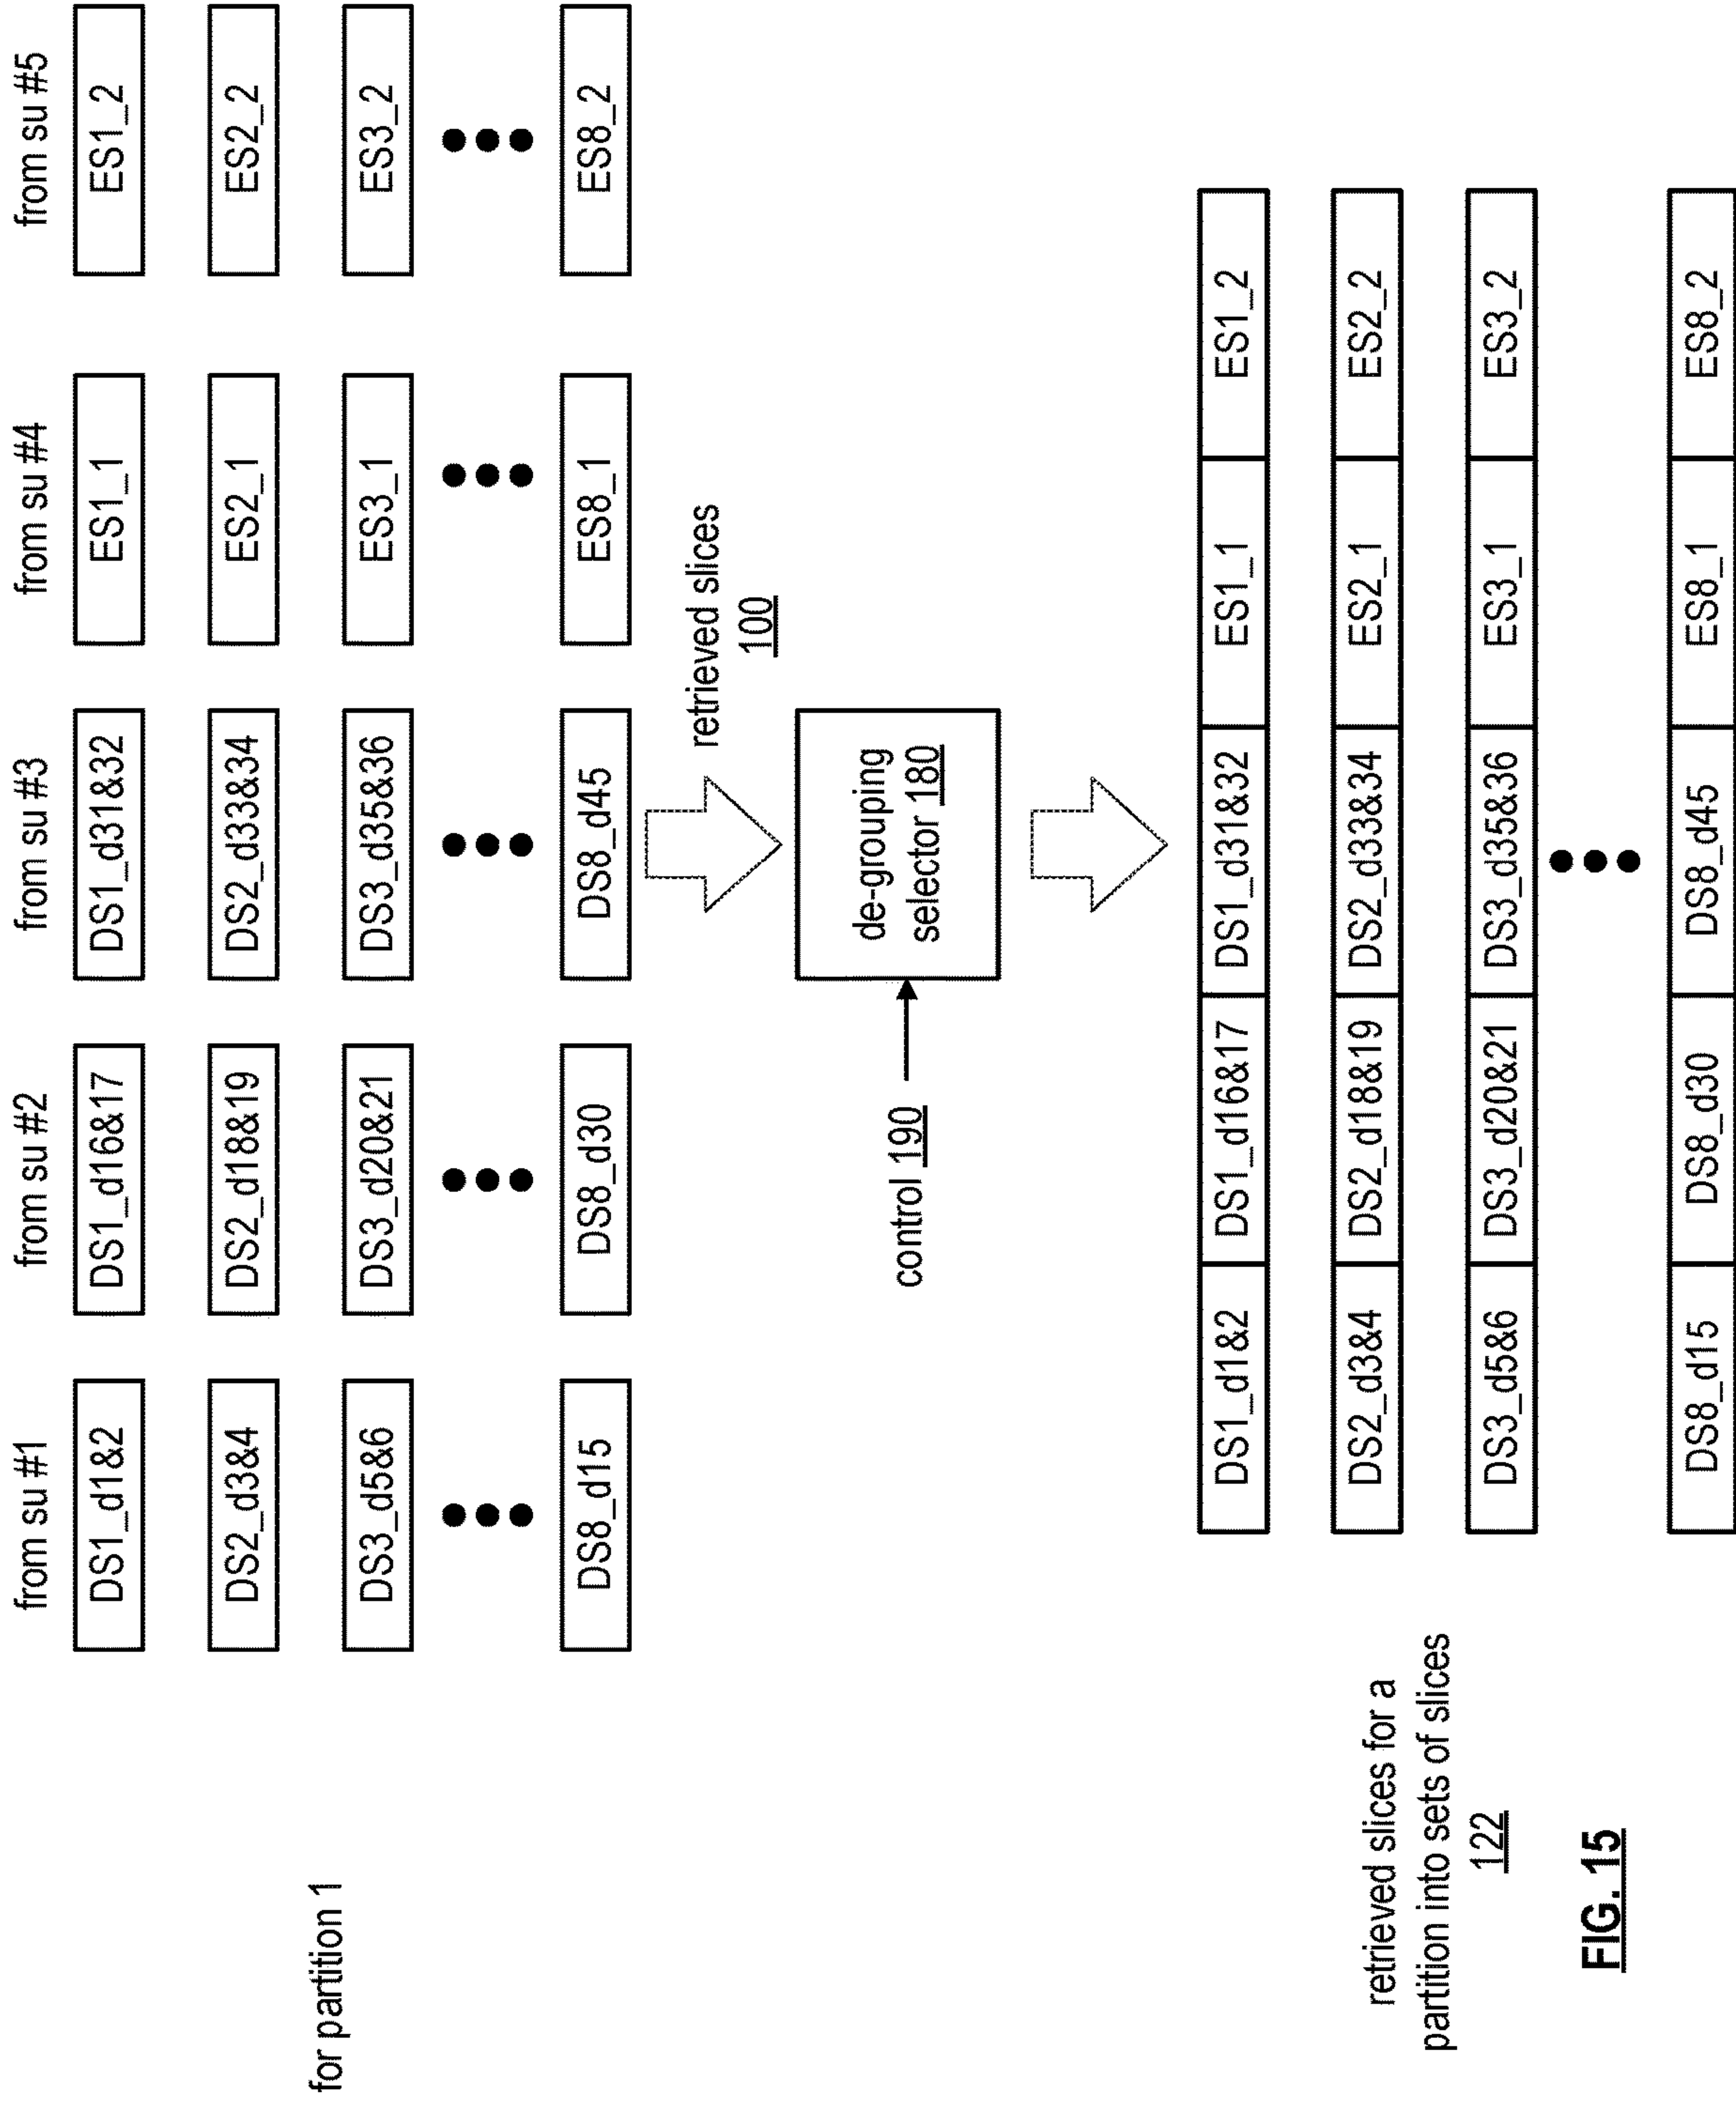 from su #1
from su #2
from su #3
from su #4
from su #5
DS1_d1&2
DS1_d16&17
DS1_d31&32
ES1_1
ES1_2
DS2_d3&4
DS2_d18&19
DS2_d33&34
ES2_1
ES2_2
for partition 1
DS3_d5&6
DS3_d20&21
DS3_d35&36
ES3_1
ES3_2
DS8_d15
DS8_d30
DS8_d45
ES8_1
ES8_2
retrieved slices
100
control 190
de-grouping
selector 180
DS1_d1&2
DS1_d16&17
DS1_d31&32
ES1_1
ES1_2
DS2_d3&4
DS2_d18&19
DS2_d33&34
ES2_1
ES2_2
DS3_d5&6
DS3_d20&21
DS3_d35&36
ES3_1
ES3_2
DS8_d15
DS8_d30
DS8_d45
ES8_1
ES8_2
retrieved slices for a
partition into sets of slices
122
FIG. 15